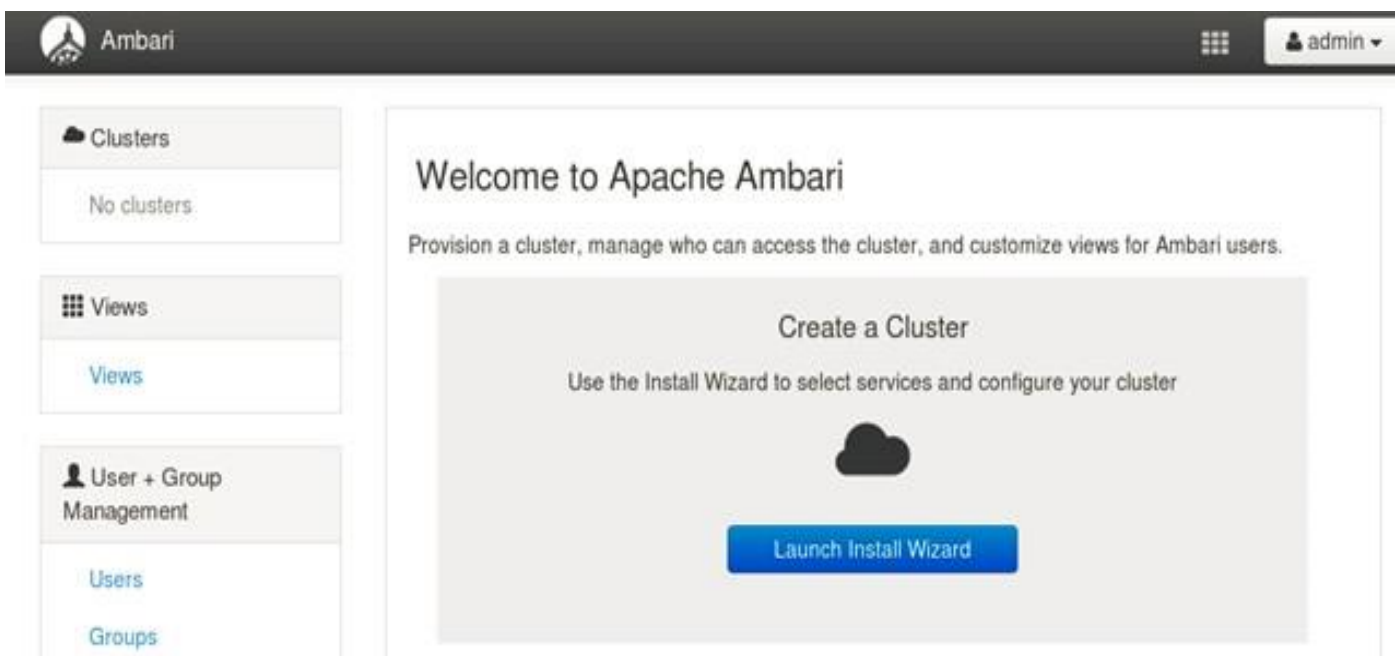 Ambari
admin
Clusters
No clusters
Views
Views
User + Group
Management
Users
Groups
Welcome to Apache Ambari
Provision a cluster, manage who can access the cluster, and customize views for Ambari users.
Create a Cluster
Use the Install Wizard to select services and configure your cluster
Launch Install Wizard